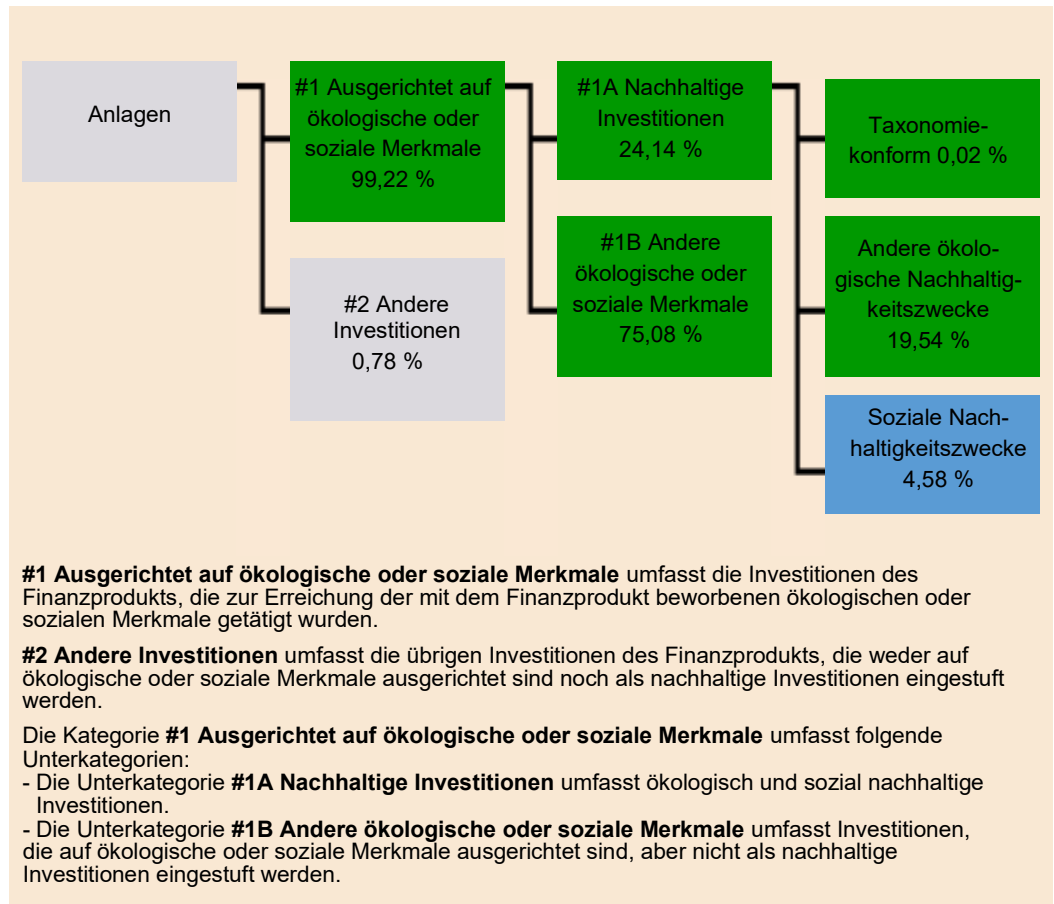 Anlagen
#1 Ausgerichtet auf
ökologische oder
soziale Merkmale
99,22 %
#2 Andere
Investitionen
0,78 %
#1A Nachhaltige
Investitionen
24,14 %
#1B Andere
ökologische oder
soziale Merkmale
75,08 %
Taxonomie-
konform 0,02 %
Andere ökolo-
gische Nachhaltig-
keitszwecke
19,54 %
Soziale Nach-
haltigkeitszwecke
4,58 %
#1 Ausgerichtet auf ökologische oder soziale Merkmale umfasst die Investitionen des
Finanzprodukts, die zur Erreichung der mit dem Finanzprodukt beworbenen ökologischen oder
sozialen Merkmale getätigt wurden.
#2 Andere Investitionen umfasst die übrigen Investitionen des Finanzprodukts, die weder auf
ökologische oder soziale Merkmale ausgerichtet sind noch als nachhaltige Investitionen eingestuft
werden.
Die Kategorie #1 Ausgerichtet auf ökologische oder soziale Merkmale umfasst folgende
Unterkategorien:
- Die Unterkategorie #1A Nachhaltige Investitionen umfasst ökologisch und sozial nachhaltige
Investitionen.
- Die Unterkategorie #1B Andere ökologische oder soziale Merkmale umfasst Investitionen,
die auf ökologische oder soziale Merkmale ausgerichtet sind, aber nicht als nachhaltige
Investitionen eingestuft werden.